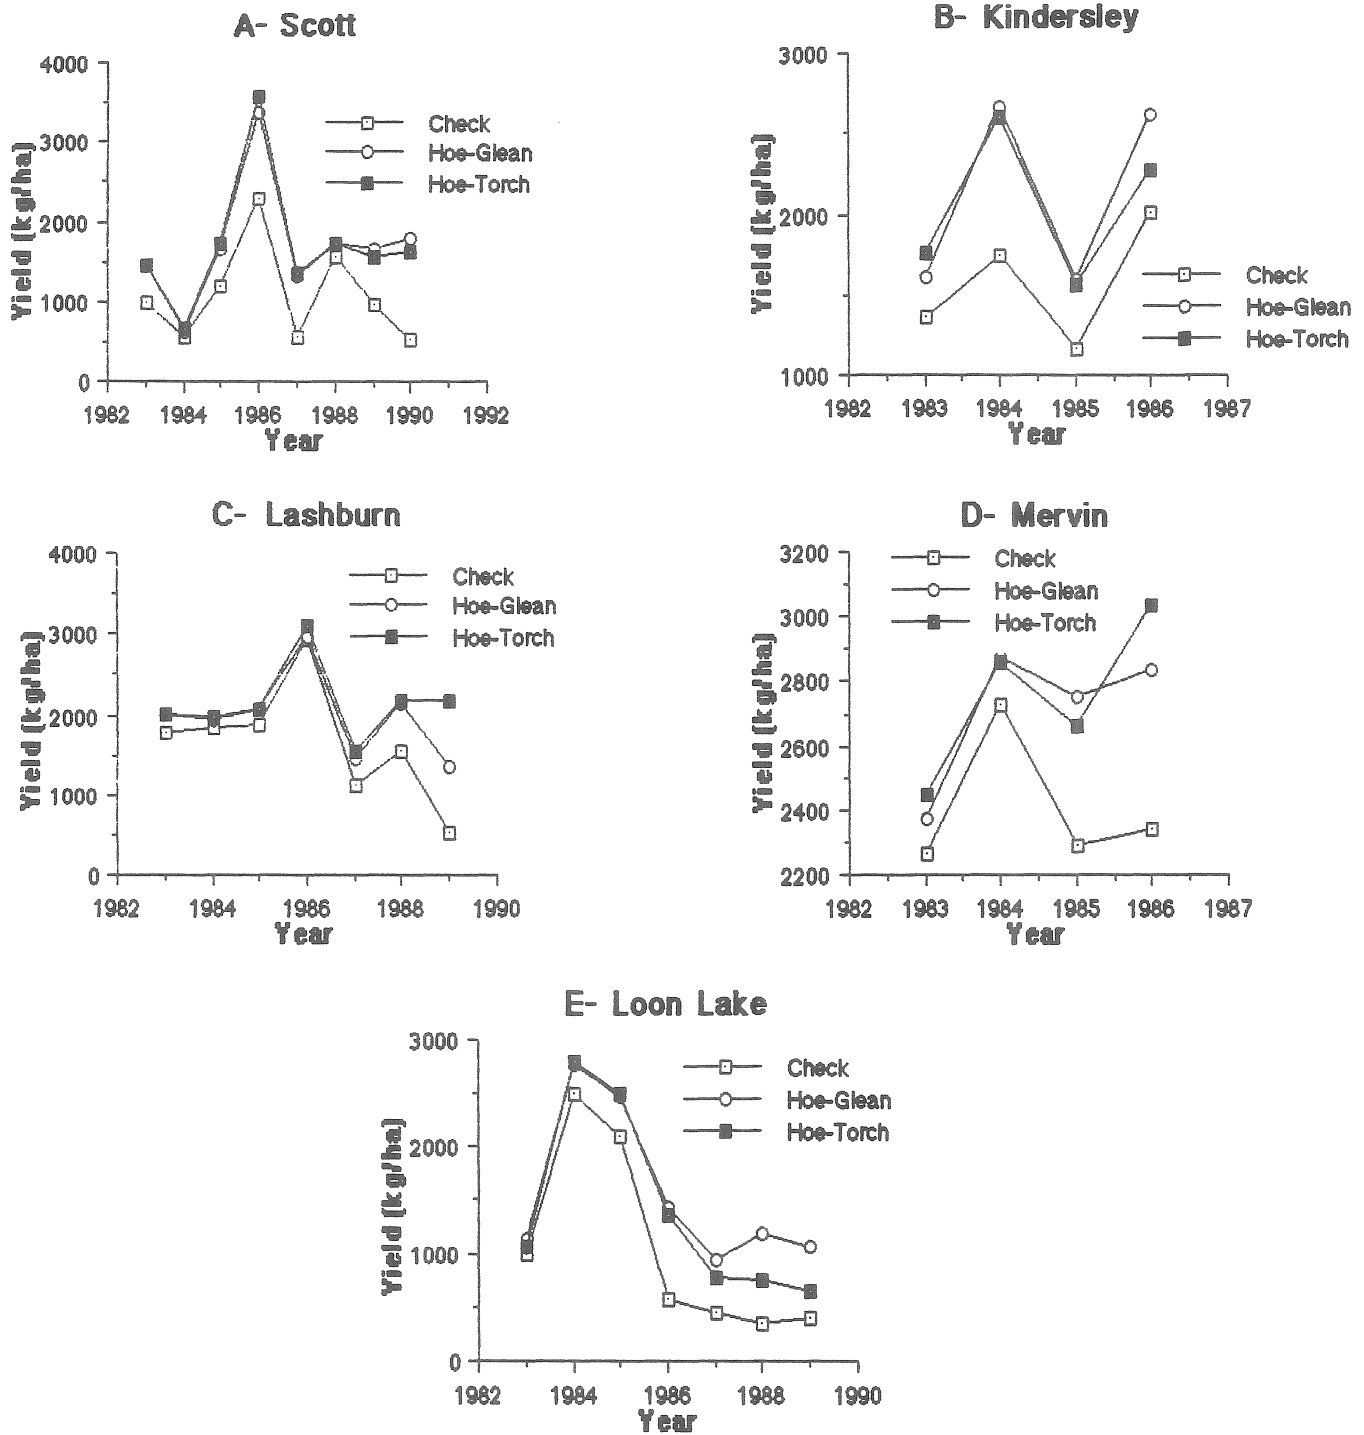 A- Scott
4000
3000
2000
1000
0
Yield (kg/ha)
Check
Hoe-Glean
Hoe-Torch
1982 1984 1986 1988 1990 1992
Year
B- Kindersley
3000
2000
1000
Yield (kg/ha)
Check
Hoe-Glean
Hoe-Torch
1982 1983 1984 1985 1986 1987
Year
C- Lashburn
4000
3000
2000
1000
0
Yield (kg/ha)
Check
Hoe-Glean
Hoe-Torch
1982 1984 1986 1988 1990
Year
D- Mervin
3200
3000
2800
2600
2400
2200
Yield (kg/ha)
Check
Hoe-Glean
Hoe-Torch
1982 1983 1984 1985 1986 1987
Year
E- Loon Lake
3000
2000
1000
0
Yield (kg/ha)
Check
Hoe-Glean
Hoe-Torch
1982 1984 1986 1988 1990
Year